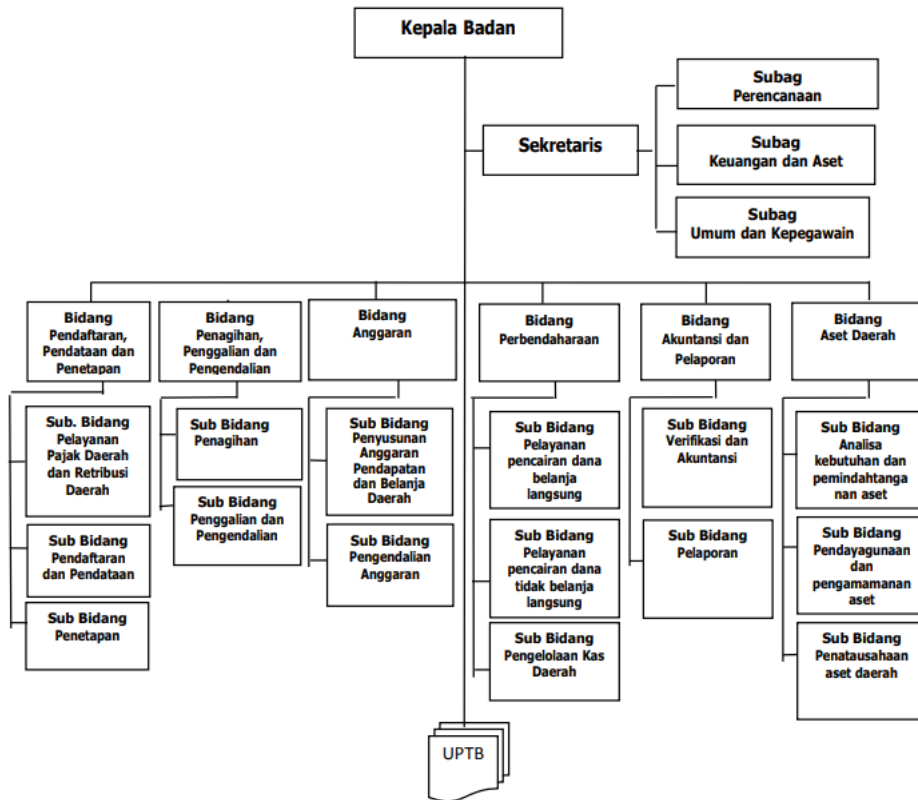 Kepala Badan
Subag
Perencanaan
Sekretaris
Subag
Keuangan dan Aset
Subag
Umum dan Kepegawain
Bidang
Pendaftaran,
Pendataan dan
Penetapan
Bidang
Penagihan,
Penggalian dan
Pengendalian
Bidang
Anggaran
Bidang
Perbendaharaan
Bidang
Akuntansi dan
Pelaporan
Bidang
Aset Daerah
Sub. Bidang
Pelayanan
Pajak Daerah
dan Retribusi
Daerah
Sub Bidang
Pendaftaran
dan Pendataan
Sub Bidang
Penetapan
Sub Bidang
Penagihan
Sub Bidang
Penggalian dan
Pengendalian
Sub Bidang
Penyusunan
Anggaran
Pendapatan
dan Belanja
Daerah
Sub Bidang
Pengendalian
Anggaran
Sub Bidang
Pelayanan
pencairan dana
belanja
langsung
Sub Bidang
Pelayanan
pencairan dana
tidak belanja
langsung
Sub Bidang
Pengelolaan Kas
Daerah
Sub Bidang
Verifikasi dan
Akuntansi
Sub Bidang
Pelaporan
Sub Bidang
Analisa
kebutuhan dan
pemindahtanga
nan aset
Sub Bidang
Pendayagunaan
dan
pengamamanan
aset
Sub Bidang
Penatausahaan
aset daerah
UPTB